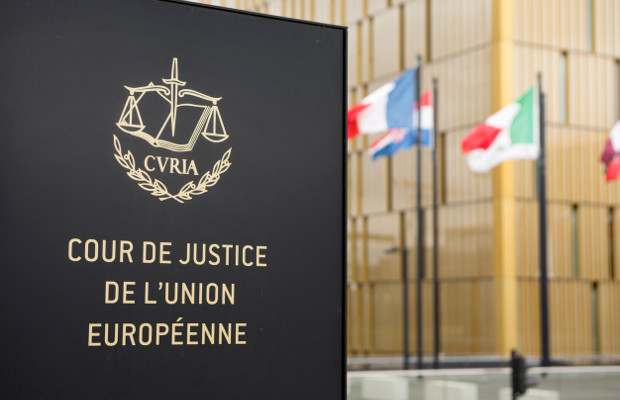 CVRIA
COUR DE JUSTICE
DE L'UNION
EUROPÉENNE